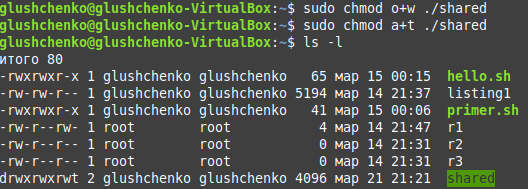 glushchenko@glushchenko-VirtualBox:~$ sudo chmod o+w ./shared
glushchenko@glushchenko-VirtualBox:~$ sudo chmod a+t ./shared
glushchenko@glushchenko-VirtualBox:~$ ls -l
итого 80
-rwxrwxr-x 1 glushchenko glushchenko   65 мар 15 00:15  hello.sh
-rw-rw-r-- 1 glushchenko glushchenko 5194 мар 14 21:37  listing1
-rwxrwxr-x 1 glushchenko glushchenko   41 мар 15 00:06  primer.sh
-rw-r--rw- 1 root        root           4 мар 14 21:47  r1
-rw-r--r-- 1 root        root           0 мар 14 21:31  r2
-rw-r--r-- 1 root        root           0 мар 14 21:31  r3
drwxrwxrwt 2 glushchenko glushchenko 4096 мар 21 21:21  shared